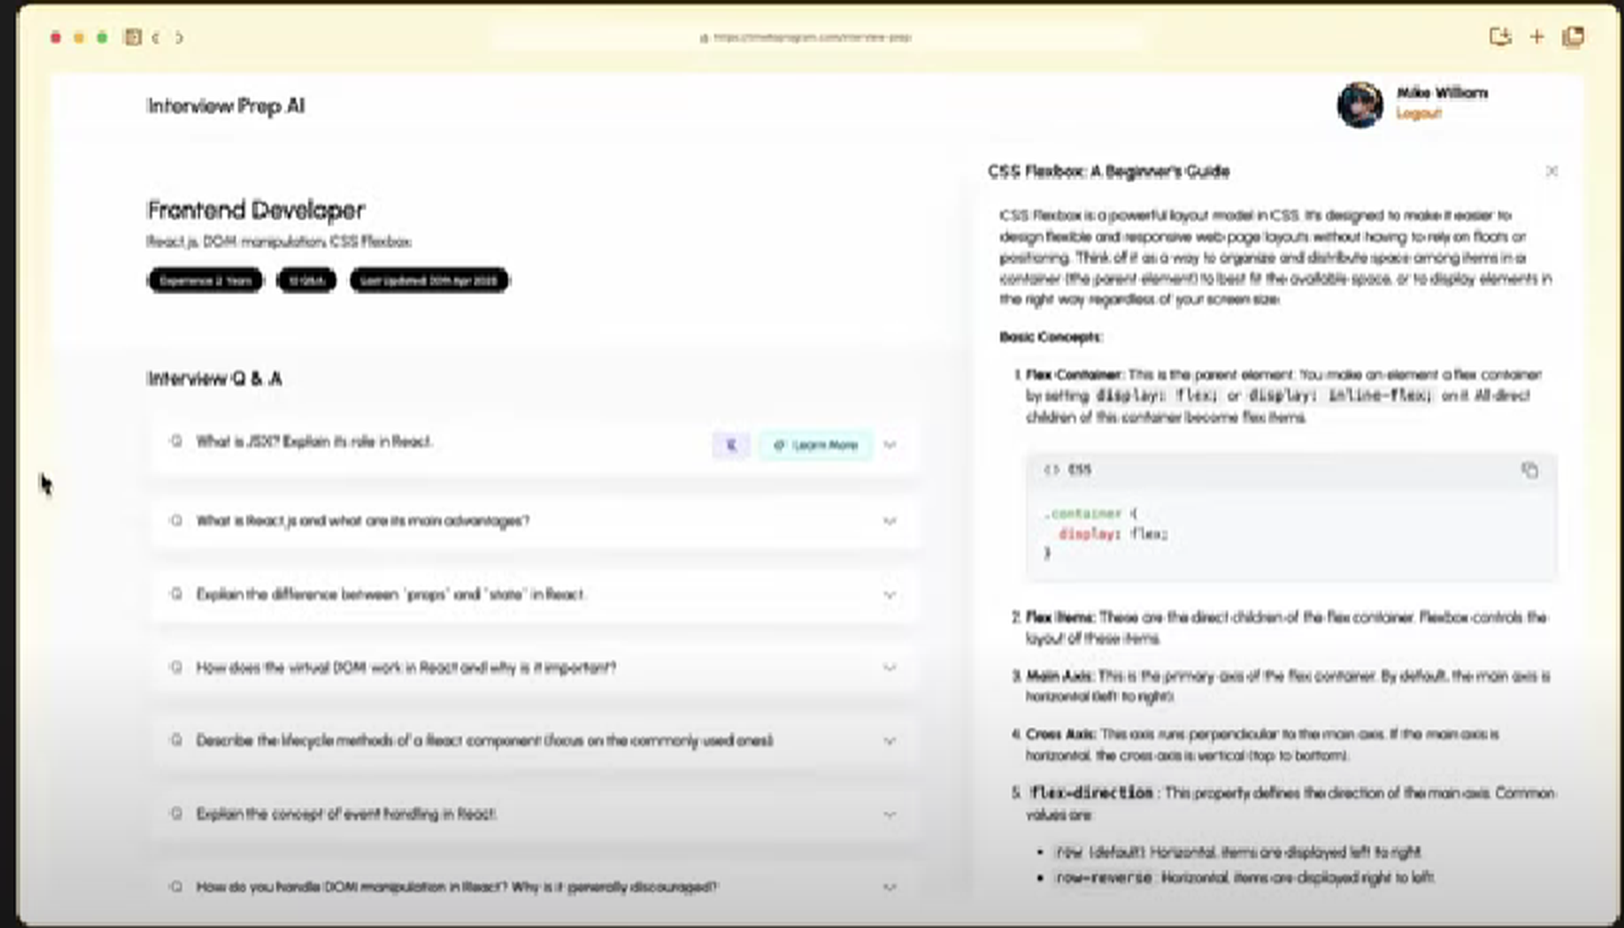 https://timetoprogram.com/interview-prep
Interview Prep AI
Mike William
Logout
Frontend Developer
React.js, DOM manipulation, CSS Flexbox
Experience: 2 Years
Last Updated: 30th Apr 2025
Interview Q & A
Q What is JSX? Explain its role in React.
Learn More
Q What is React.js and what are its main advantages?
Q Explain the difference between 'props' and 'state' in React.
Q How does the virtual DOM work in React and why is it important?
Q Describe the lifecycle methods of a React component (focus on the commonly used ones).
Q Explain the concept of event handling in React.
Q How do you handle DOM manipulation in React? Why is it generally discouraged?
CSS Flexbox: A Beginner's Guide
CSS Flexbox is a powerful layout model in CSS. It's designed to make it easier to
design flexible and responsive web page layouts without having to rely on floats or
positioning. Think of it as a way to organize and distribute space among items in a
container (the parent element) to best fit the available space, or to display elements in
the right way regardless of your screen size.
Basic Concepts:
1. Flex Container: This is the parent element. You make an element a flex container
by setting display: flex; or display: inline-flex; on it. All direct
children of this container become flex items.
<> CSS
.container {
display: flex;
}
2. Flex Items: These are the direct children of the flex container. Flexbox controls the
layout of these items.
3. Main Axis: This is the primary axis of the flex container. By default, the main axis is
horizontal (left to right).
4. Cross Axis: This axis runs perpendicular to the main axis. If the main axis is
horizontal, the cross axis is vertical (top to bottom).
5. flex-direction : This property defines the direction of the main axis. Common
values are:
• row (default): Horizontal, items are displayed left to right.
• row-reverse : Horizontal, items are displayed right to left.